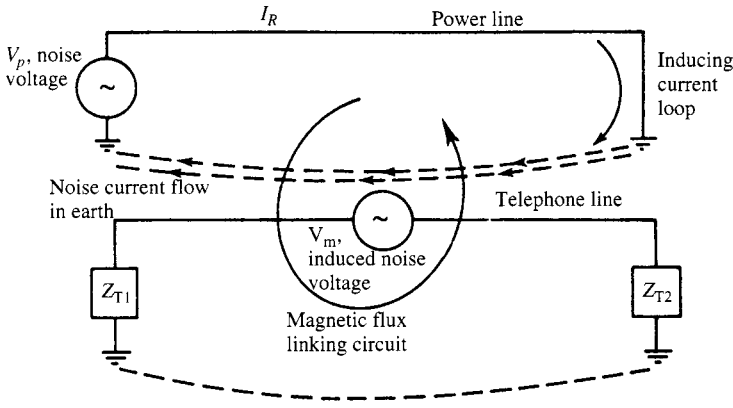 I_R
Power line
V_p, noise
voltage
~
Inducing
current
loop
Noise current flow
in earth
Telephone line
~
V_m,
induced noise
voltage
Z_T1
Z_T2
Magnetic flux
linking circuit